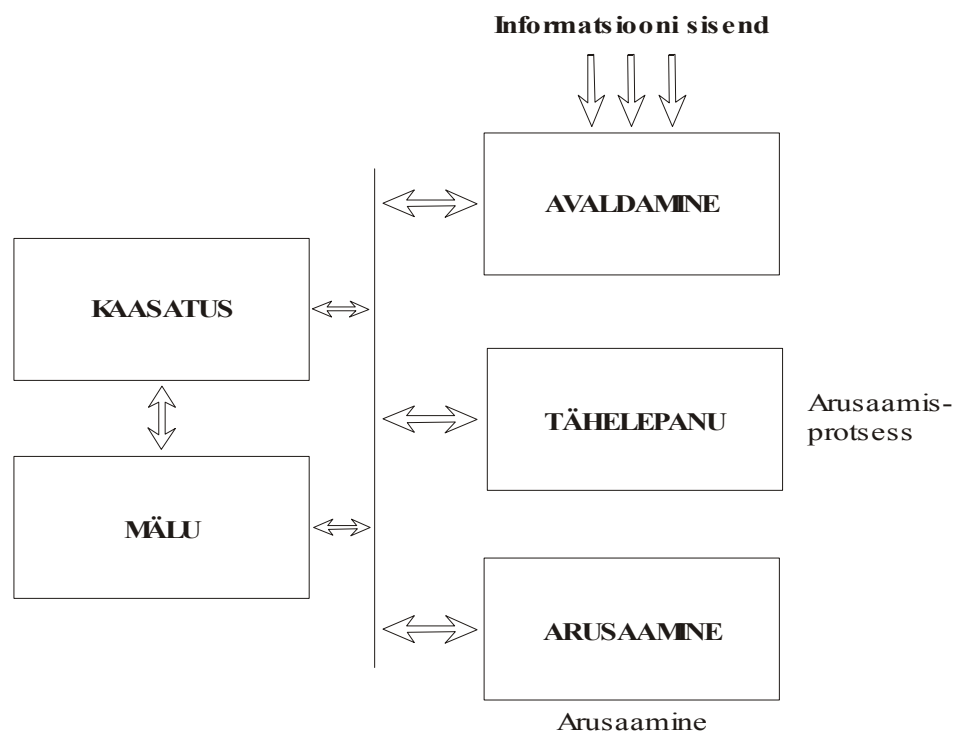 Informatsiooni sisend
AVALDAMINE
KAASATUS
TÄHELEPANU
Arusaamis-
protsess
MÄLU
ARUSAAMINE
Arusaamine